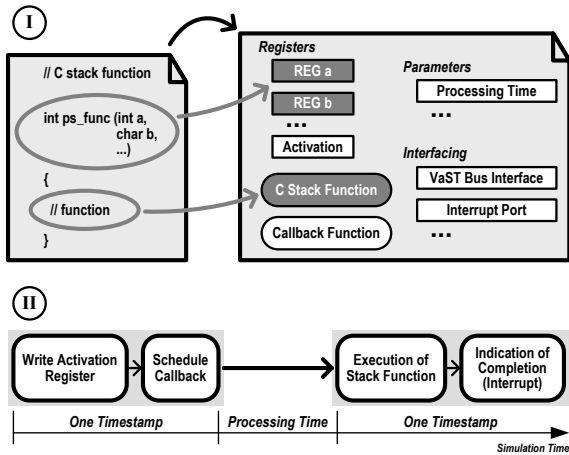 I
// C stack function
int ps_func (int a,
char b,
...)
{
// function
}
Registers
REG a
REG b
...
Activation
C Stack Function
Callback Function
Parameters
Processing Time
...
Interfacing
VaST Bus Interface
Interrupt Port
...
II
Write Activation
Register
Schedule
Callback
Execution of
Stack Function
Indication of
Completion
(Interrupt)
One Timestamp
Processing Time
One Timestamp
Simulation Time